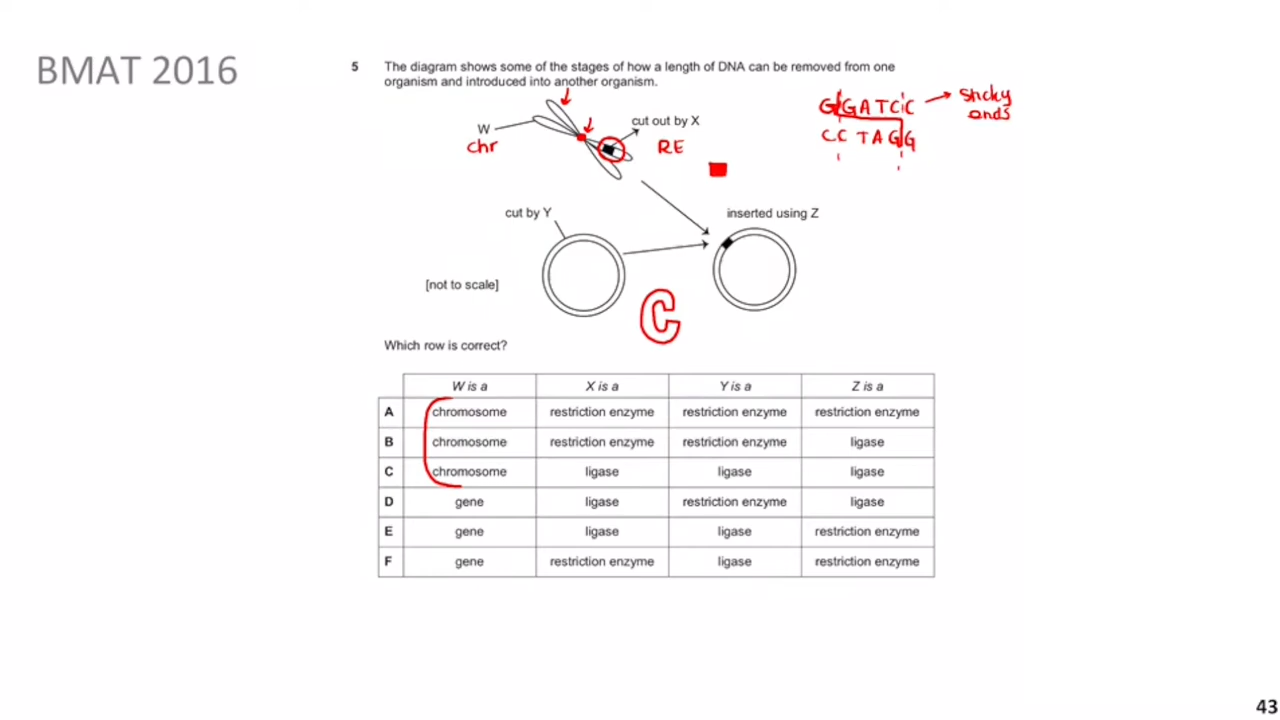 BMAT 2016
5 The diagram shows some of the stages of how a length of DNA can be removed from one
organism and introduced into another organism.
W
chr
cut out by X
RE
GGATCC
CCTAGG
sticky
ends
cut by Y
inserted using Z
[not to scale]
C
Which row is correct?
W is a X is a Y is a Z is a
A chromosome restriction enzyme restriction enzyme restriction enzyme
B chromosome restriction enzyme restriction enzyme ligase
C chromosome ligase ligase ligase
D gene ligase restriction enzyme ligase
E gene ligase ligase restriction enzyme
F gene restriction enzyme ligase restriction enzyme
43